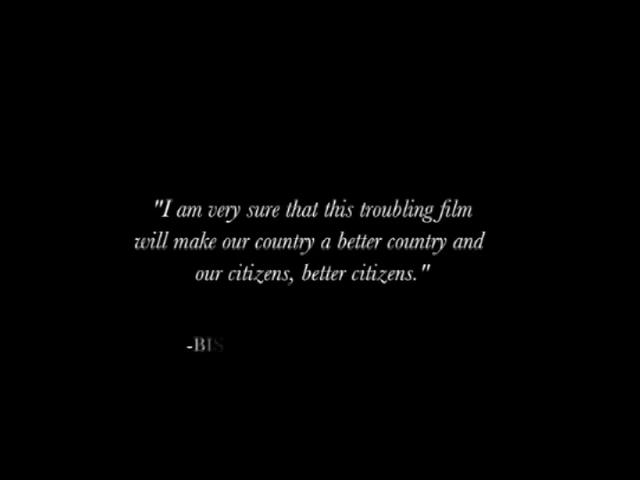 "I am very sure that this troubling film
will make our country a better country and
our citizens, better citizens."
-BIS